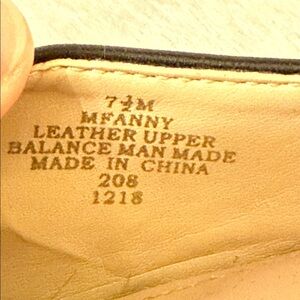 7½M
MFANNY
LEATHER UPPER
BALANCE MAN MADE
MADE IN CHINA
208
1218